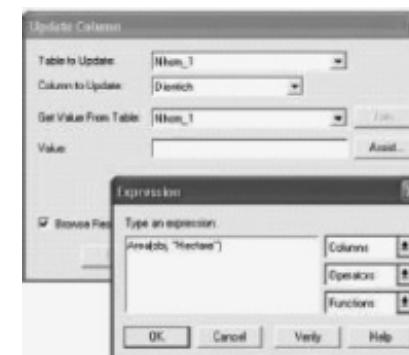 Update Column
Table to Update: Nhom_1
Column to Update: Dientich
Get Value From Table: Nhom_1
Value: Assist...
Expression
Browse Res
Type an expression:
Area(obj, "Hectare")
Columns
Operators
Functions
OK Cancel Verify Help